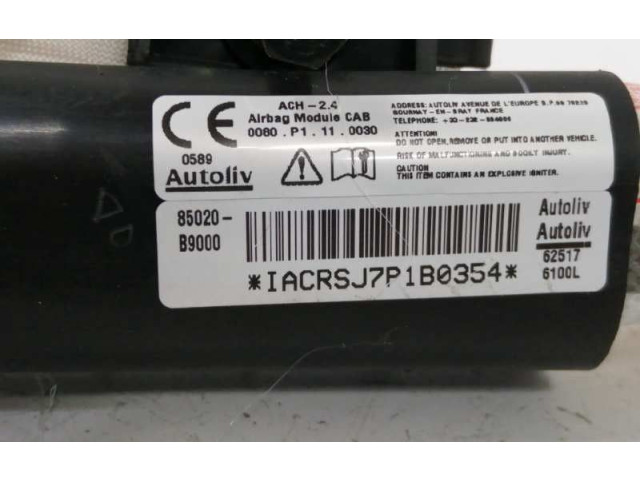 CE
0589
Autoliv
ACH-2.4
Airbag Module CAB
0080 . P1 . 11 . 0030
ADDRESS: AUTOLIV AVENUE DE L'EUROPE B.P.
GOURNAY-EN-BRAY FRANCE
TELEPHONE:
ATTENTION!
DO NOT OPEN, REMOVE OR PUT INTO ANOTHER VEHICLE.
RISK OF MALFUNCTIONING AND BODILY INJURY.
CAUTION
THIS ITEM CONTAINS AN EXPLOSIVE IGNITER.
85020-
B9000
*IACRSJ7P1B0354*
Autoliv
Autoliv
62517
6100L